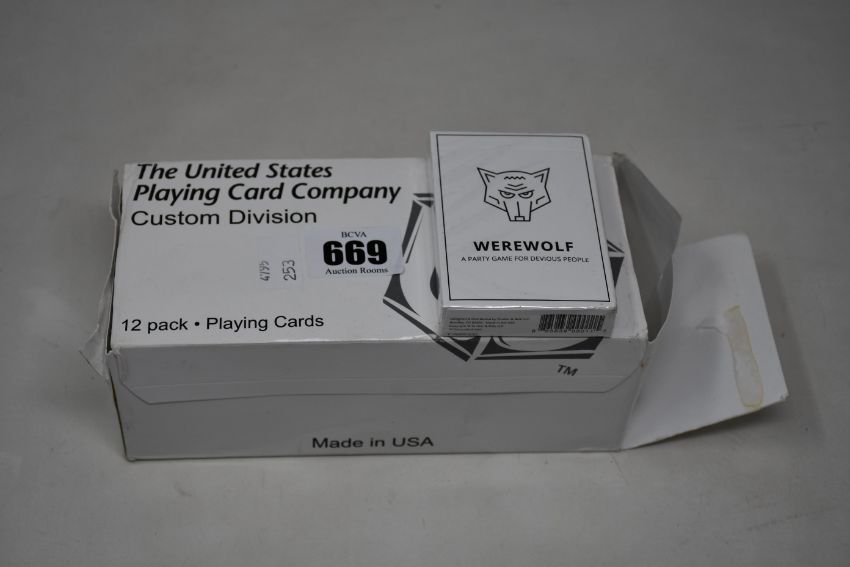 The United States
Playing Card Company
Custom Division
BCVA
669
Auction Rooms
4795
253
12 pack • Playing Cards
TM
Made in USA
WEREWOLF
A PARTY GAME FOR DEVIOUS PEOPLE